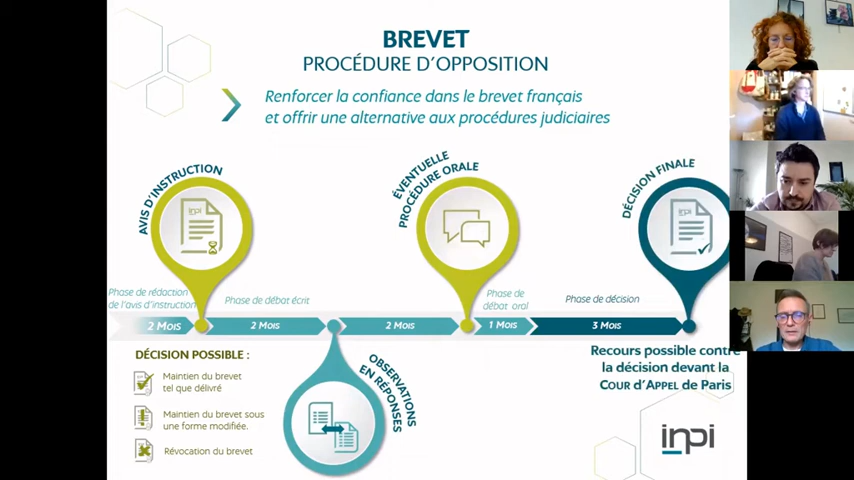 BREVET
PROCÉDURE D'OPPOSITION
Renforcer la confiance dans le brevet français
et offrir une alternative aux procédures judiciaires
AVIS D'INSTRUCTION
inpi
ÉVENTUELLE
PROCÉDURE ORALE
DÉCISION FINALE
inpi
Phase de rédaction
de l'avis d'instruction
Phase de débat écrit
Phase de
débat oral
Phase de décision
2 Mois
2 Mois
2 Mois
1 Mois
3 Mois
DÉCISION POSSIBLE :
Maintien du brevet
tel que délivré
Maintien du brevet sous
une forme modifiée.
Révocation du brevet
OBSERVATIONS
EN RÉPONSES
Recours possible contre
la décision devant la
COUR D'APPEL de Paris
inpi